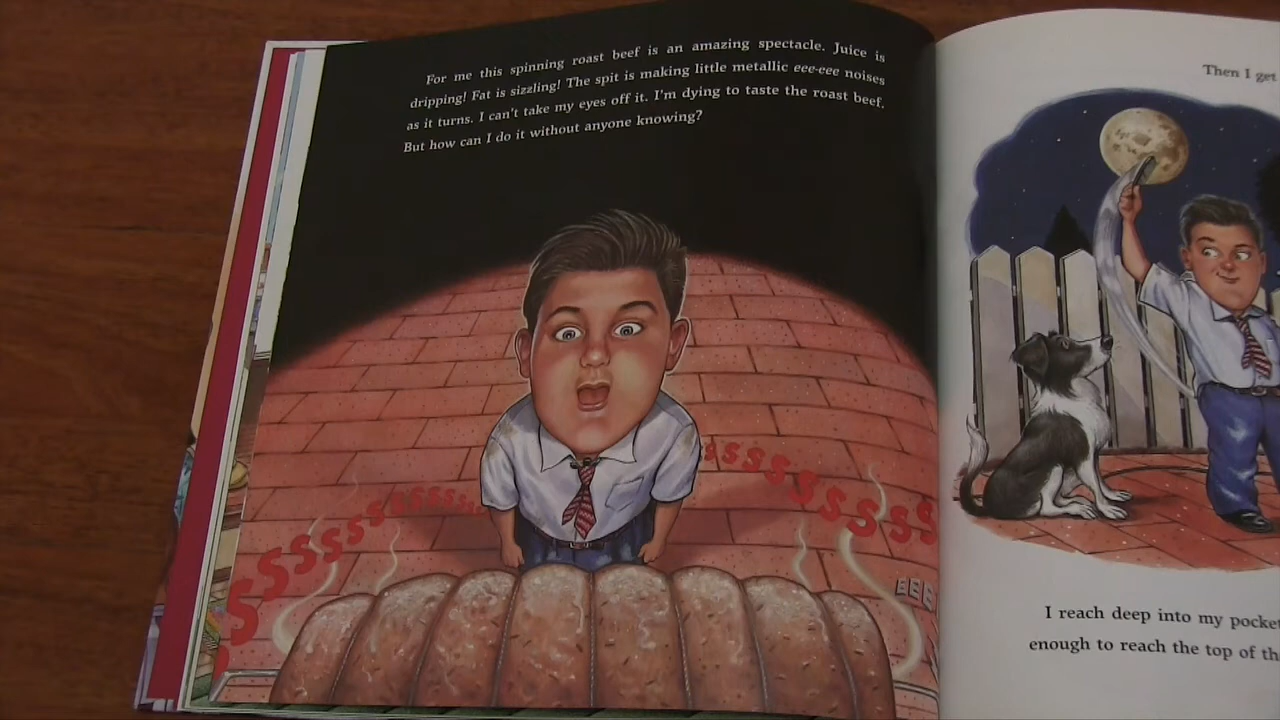 For me this spinning roast beef is an amazing spectacle. Juice is
dripping! Fat is sizzling! The spit is making little metallic eee-eee noises
as it turns. I can't take my eyes off it. I'm dying to taste the roast beef.
But how can I do it without anyone knowing?
SSSSSSSSSSSSSS
SSSSSSSSSSS
EEE
Then I get
I reach deep into my pocket
enough to reach the top of th